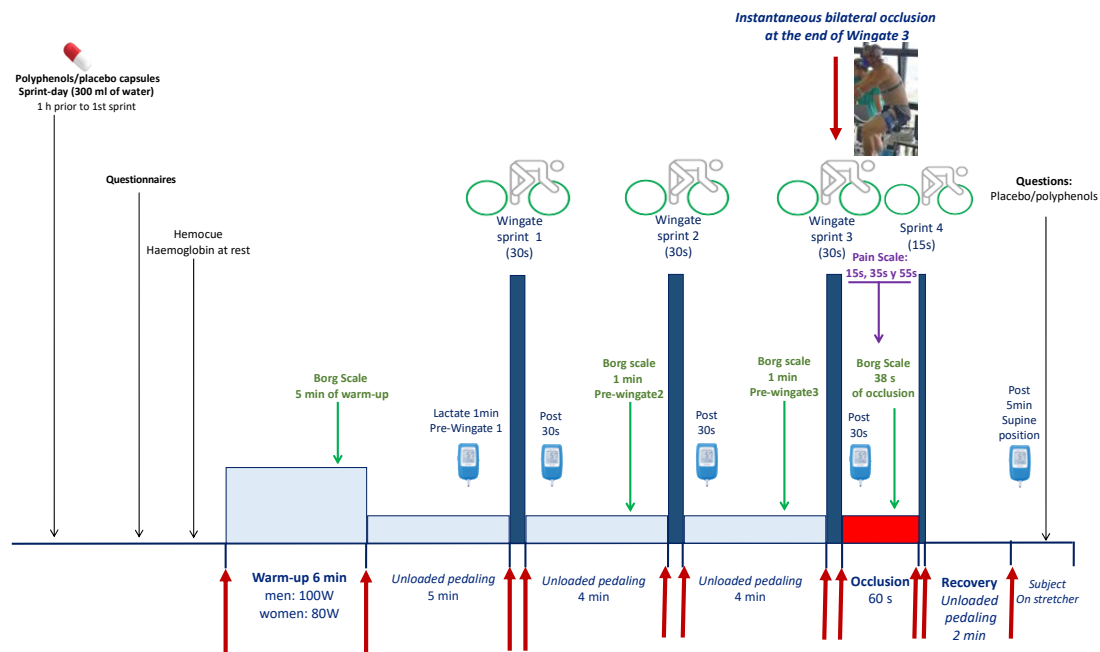 Instantaneous bilateral occlusion
at the end of Wingate 3
Polyphenols/placebo capsules
Sprint-day (300 ml of water)
1 h prior to 1st sprint
Questionnaires
Hemocue
Haemoglobin at rest
Wingate
sprint 1
(30s)
Wingate
sprint 2
(30s)
Wingate
sprint 3
(30s)
Sprint 4
(15s)
Questions:
Placebo/polyphenols
Pain Scale:
15s, 35s y 55s
Borg Scale
5 min of warm-up
Lactate 1min
Pre-Wingate 1
Post
30s
Borg scale
1 min
Pre-wingate2
Post
30s
Borg scale
1 min
Pre-wingate3
Post
30s
Borg Scale
38 s
of occlusion
Post
5min
Supine
position
Warm-up 6 min
men: 100W
women: 80W
Unloaded pedaling
5 min
Unloaded pedaling
4 min
Unloaded pedaling
4 min
Occlusion
60 s
Recovery
Unloaded
pedaling
2 min
Subject
On stretcher